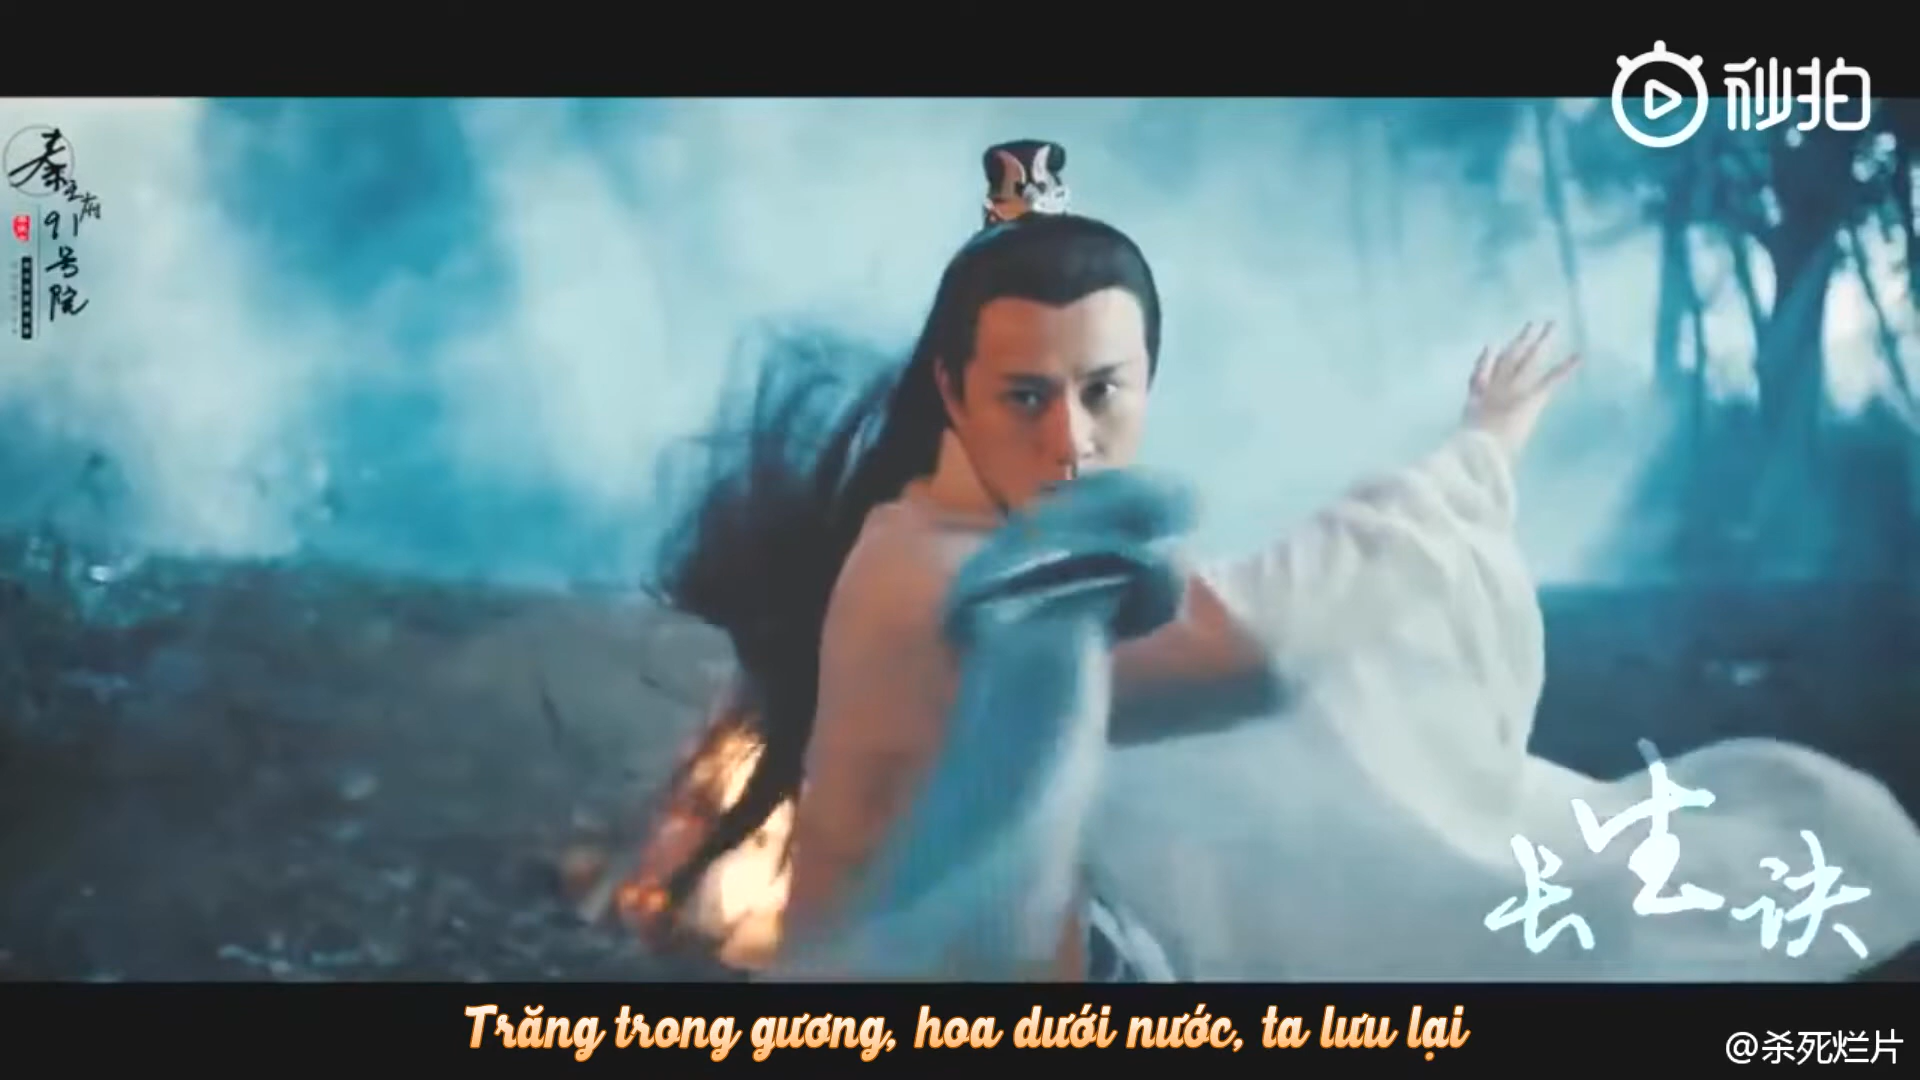 秒拍
秦王府
91号院
长生诀
Trăng trong gương, hoa dưới nước, ta lưu lại
@杀死烂片